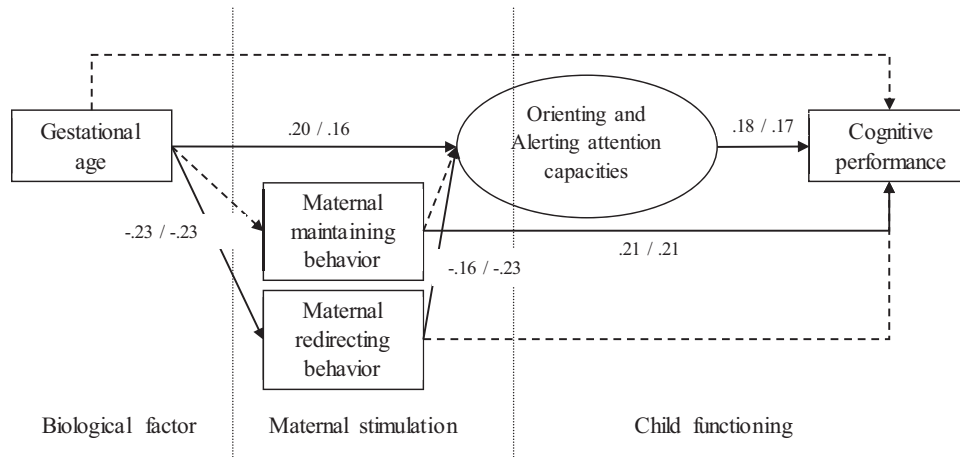 Gestational
age
.20 / .16
Orienting and
Alerting attention
capacities
.18 / .17
Cognitive
performance
-.23 / -.23
Maternal
maintaining
behavior
-.16 / -.23
.21 / .21
Maternal
redirecting
behavior
Biological factor
Maternal stimulation
Child functioning